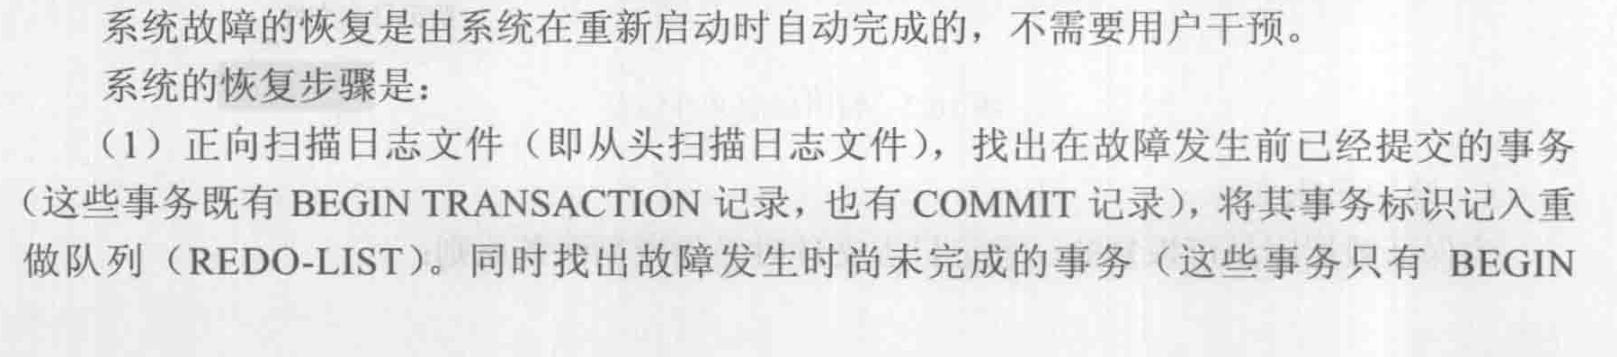 系统故障的恢复是由系统在重新启动时自动完成的，不需要用户干预。
系统的恢复步骤是：
（1）正向扫描日志文件（即从头扫描日志文件），找出在故障发生前已经提交的事务
（这些事务既有 BEGIN TRANSACTION 记录，也有 COMMIT 记录），将其事务标识记入重
做队列（REDO-LIST）。同时找出故障发生时尚未完成的事务（这些事务只有 BEGIN